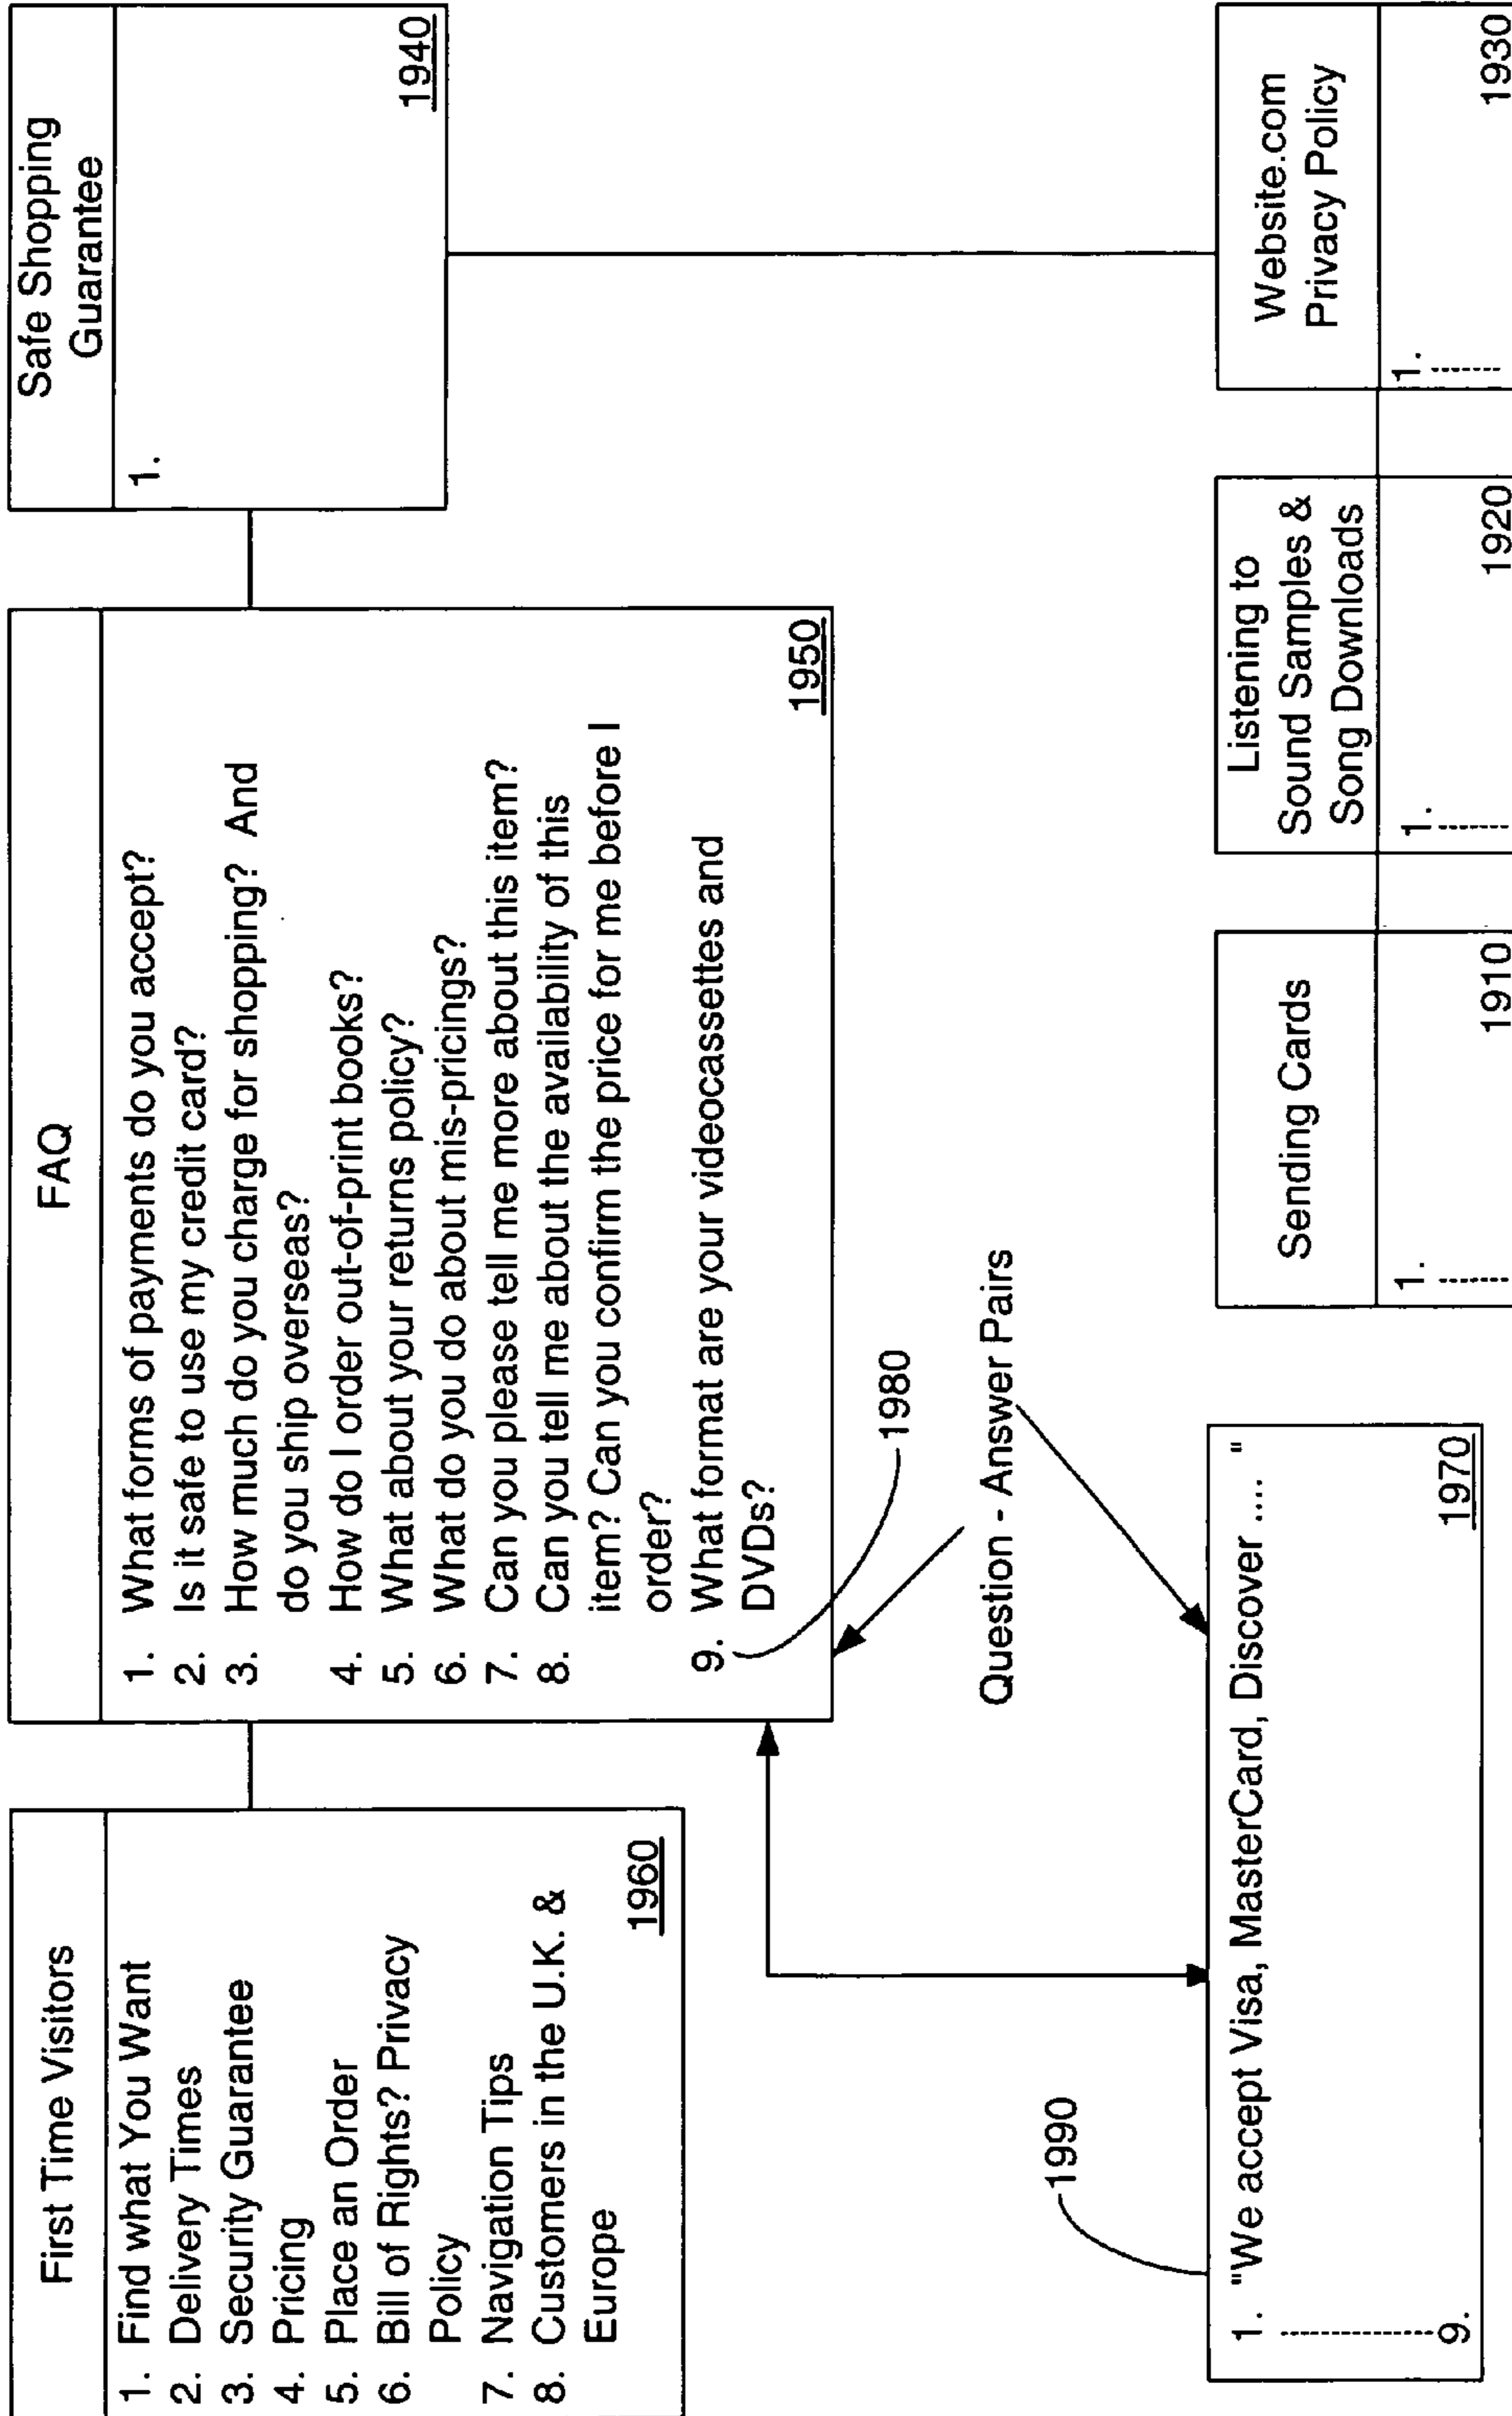 First Time Visitors
1. Find what You Want
2. Delivery Times
3. Security Guarantee
4. Pricing
5. Place an Order
6. Bill of Rights? Privacy
Policy
7. Navigation Tips
8. Customers in the U.K. &
Europe
1960
FAQ
1. What forms of payments do you accept?
2. Is it safe to use my credit card?
3. How much do you charge for shopping? And
do you ship overseas?
4. How do I order out-of-print books?
5. What about your returns policy?
6. What do you do about mis-pricings?
7. Can you please tell me more about this item?
8. Can you tell me about the availability of this
item? Can you confirm the price for me before I
order?
9. What format are your videocassettes and
DVDs?
1950
Safe Shopping
Guarantee
1.
1940
1980
Question - Answer Pairs
1990
1. "We accept Visa, MasterCard, Discover .... "
9.
1970
Sending Cards
1.
1910
Listening to
Sound Samples &
Song Downloads
1.
1920
Website.com
Privacy Policy
1.
1930